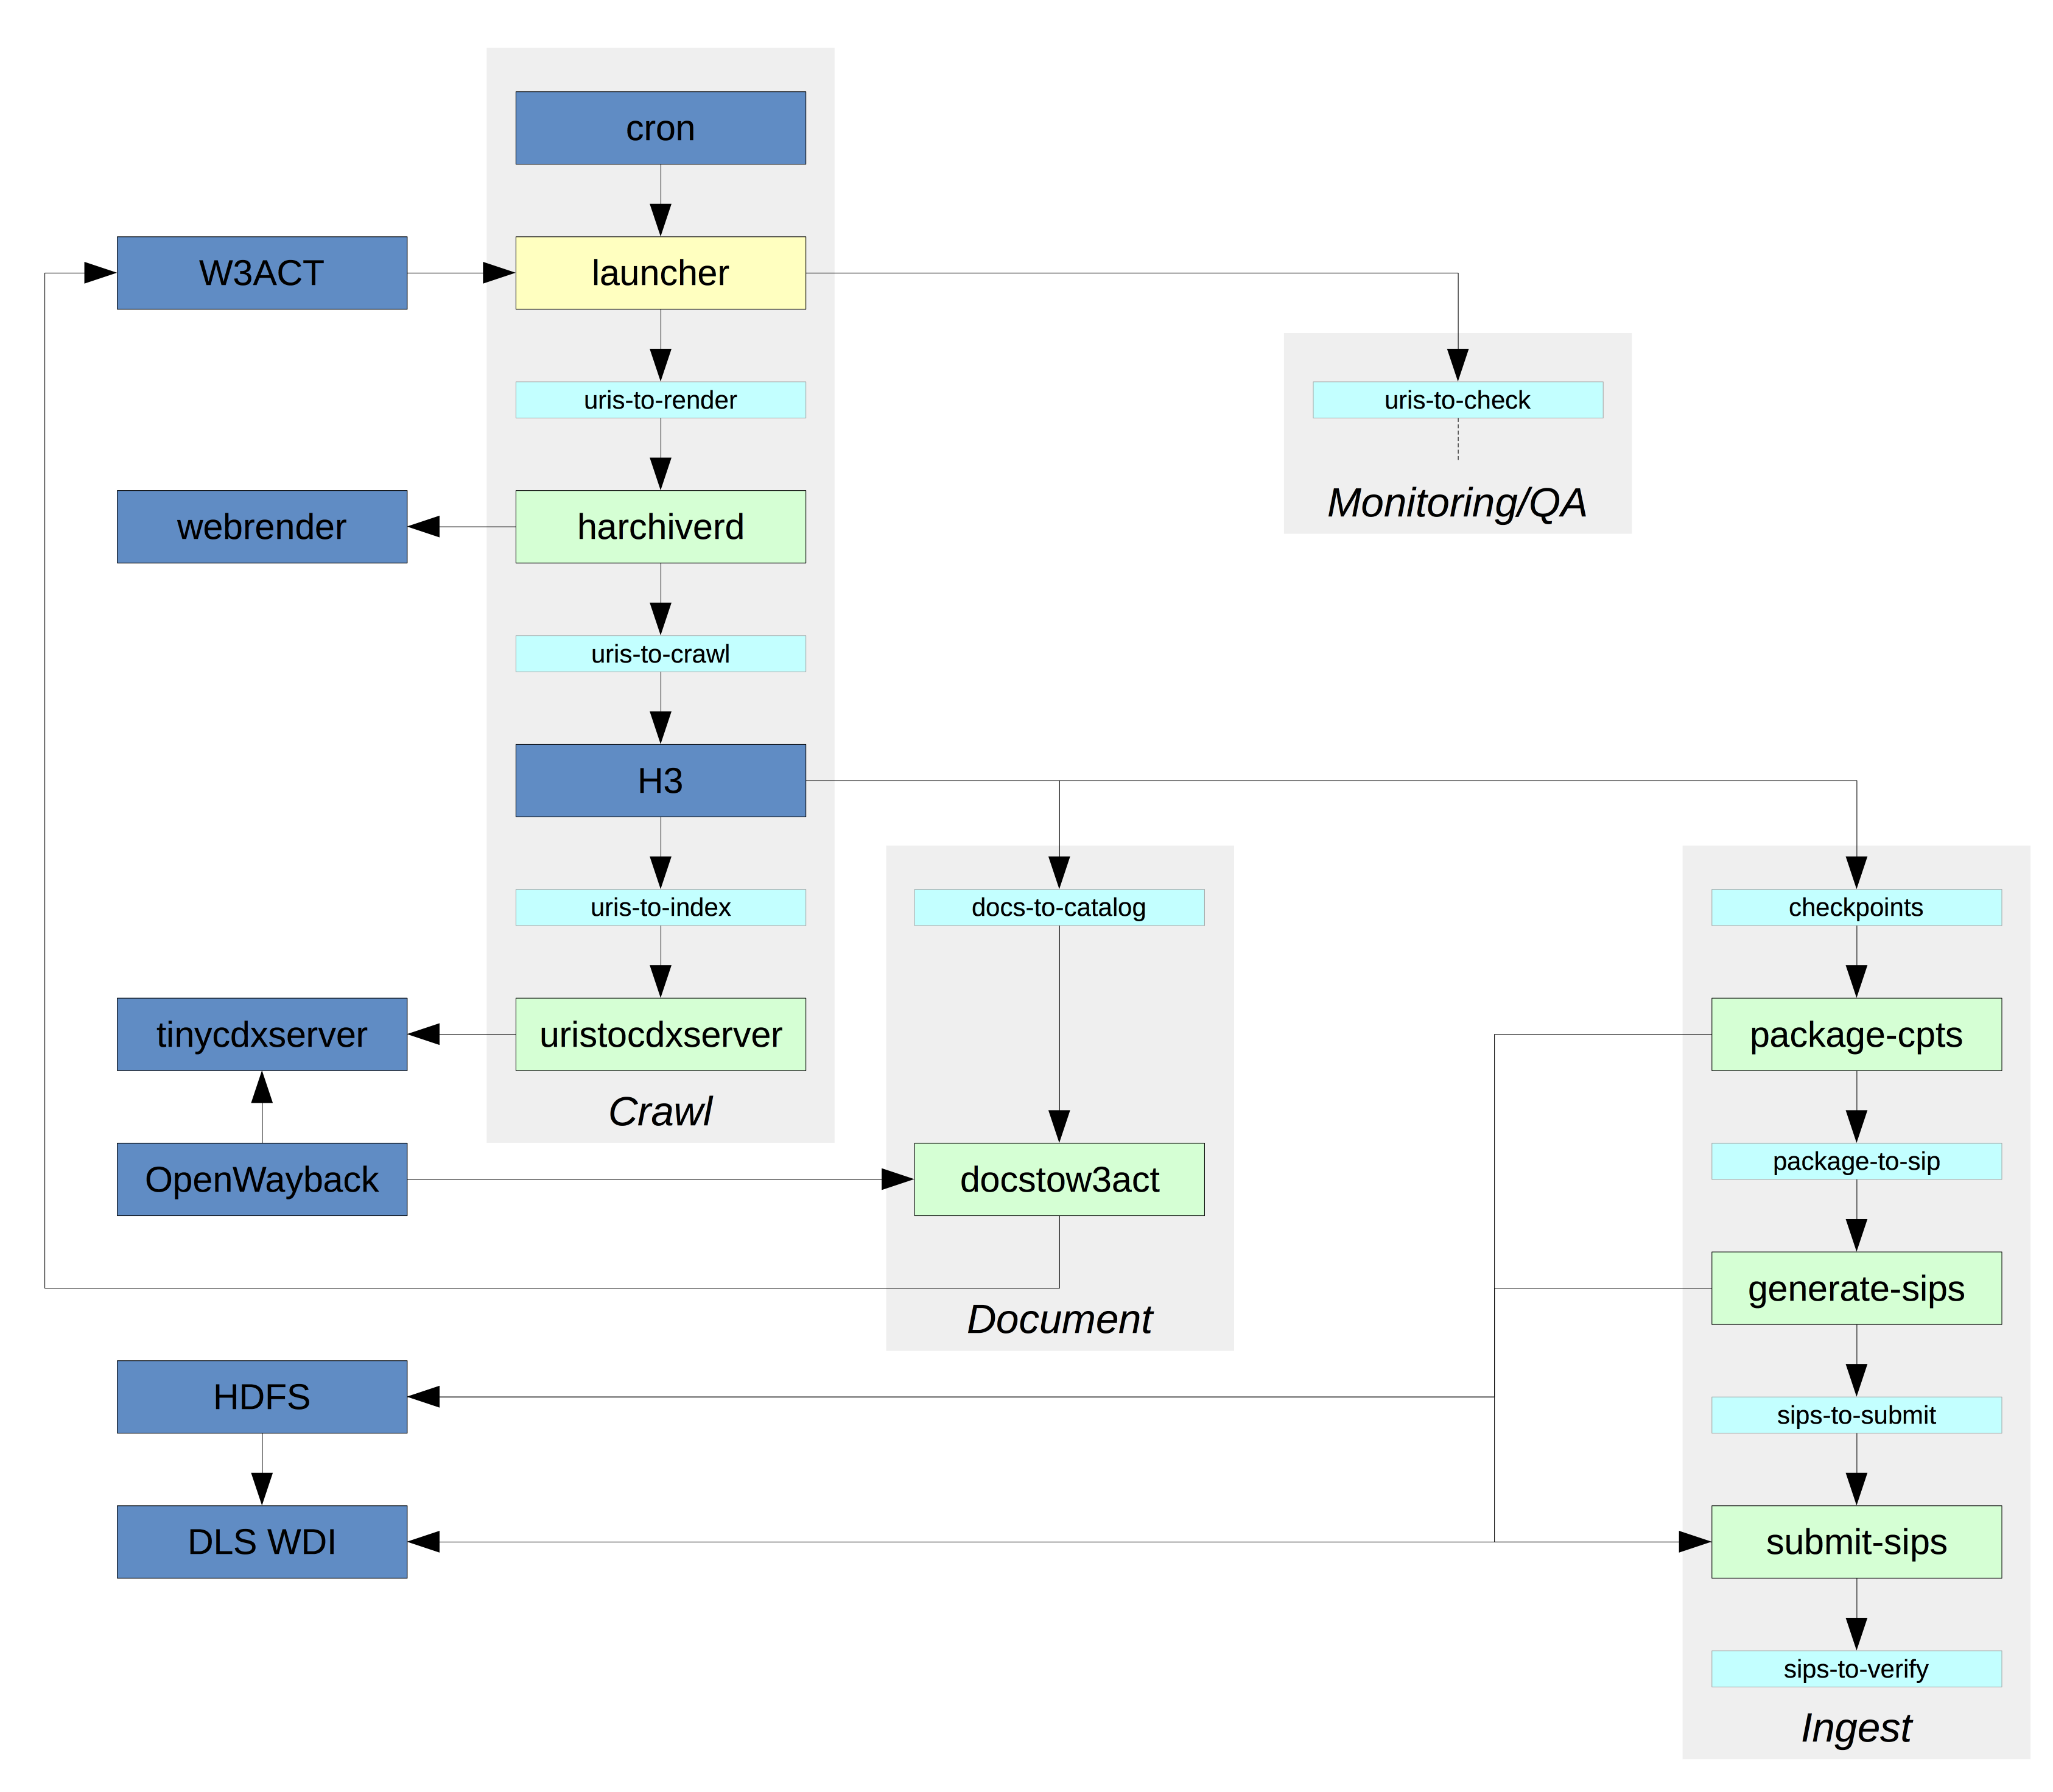 cron
W3ACT
launcher
uris-to-render
uris-to-check
Monitoring/QA
webrender
harchiverd
uris-to-crawl
H3
uris-to-index
docs-to-catalog
checkpoints
tinycdxserver
uristocdxserver
package-cpts
Crawl
OpenWayback
docstow3act
package-to-sip
generate-sips
Document
HDFS
sips-to-submit
DLS WDI
submit-sips
sips-to-verify
Ingest